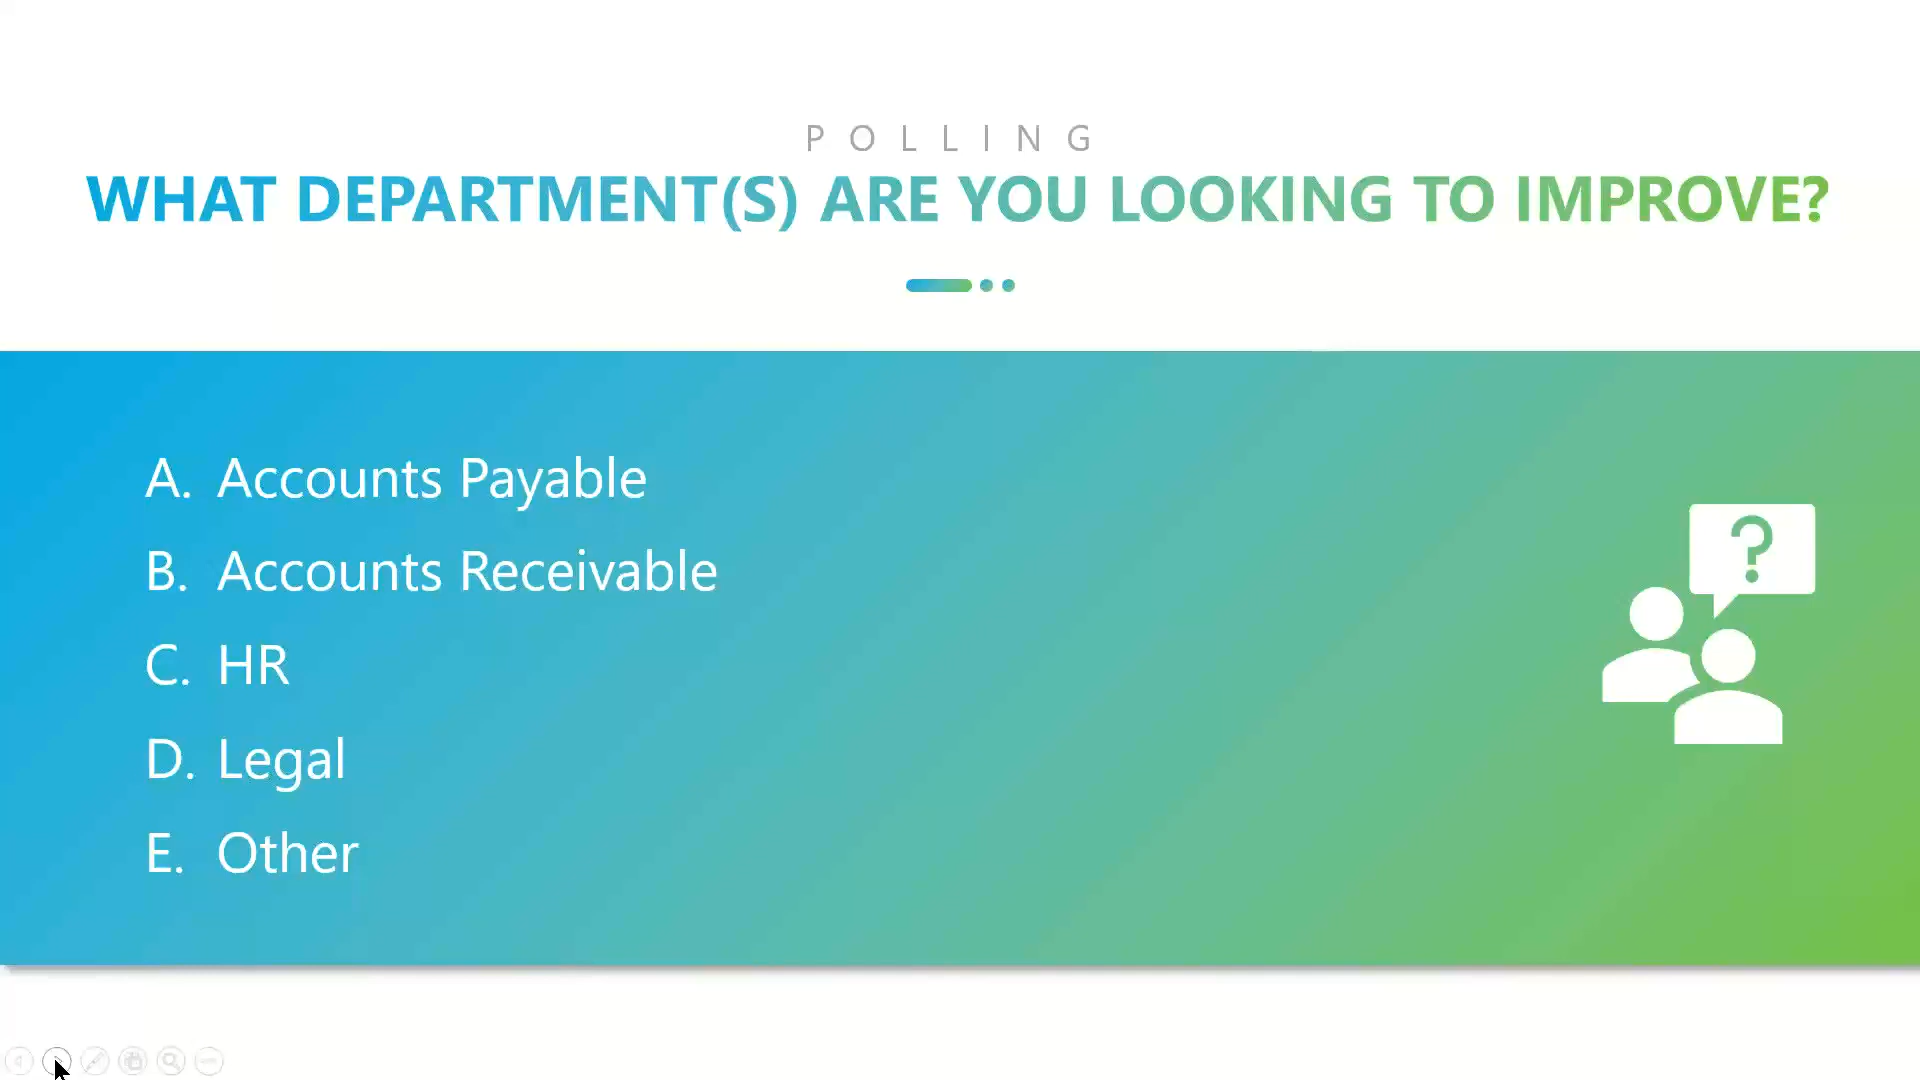 POLLING
WHAT DEPARTMENT(S) ARE YOU LOOKING TO IMPROVE?
A. Accounts Payable
B. Accounts Receivable
C. HR
D. Legal
E. Other
?